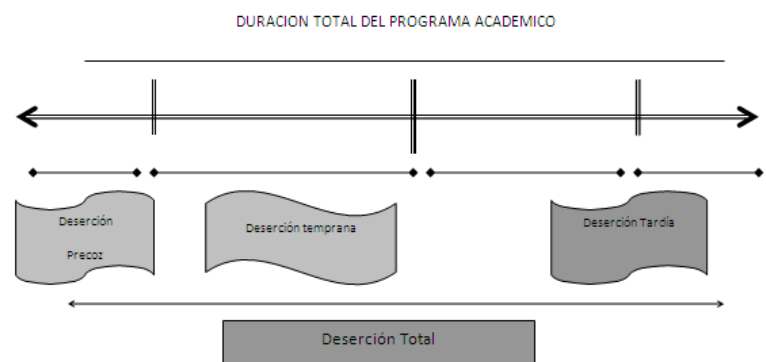 DURACION TOTAL DEL PROGRAMA ACADEMICO
Deserción
Precoz
Deserción temprana
Deserción Tardía
Deserción Total